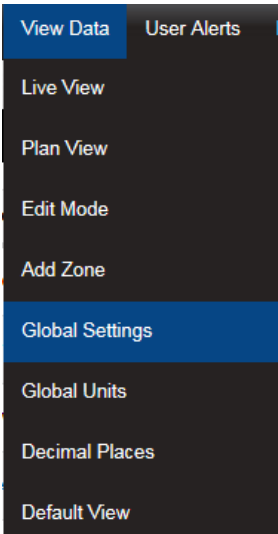 View Data User Alerts
Live View
Plan View
Edit Mode
Add Zone
Global Settings
Global Units
Decimal Places
Default View